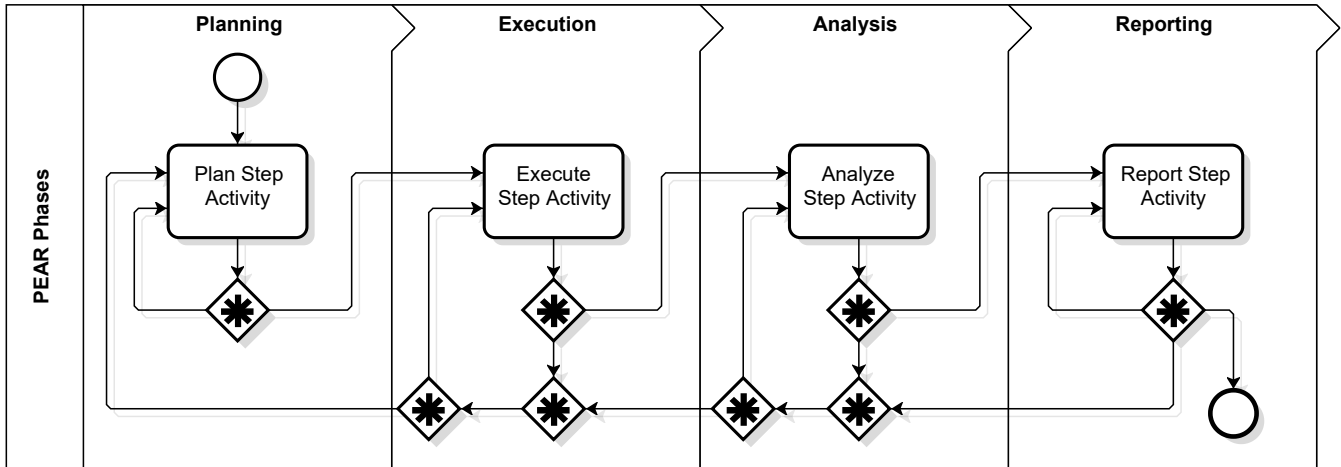 PEAR Phases
Planning
Execution
Analysis
Reporting
Plan Step
Activity
Execute
Step Activity
Analyze
Step Activity
Report Step
Activity